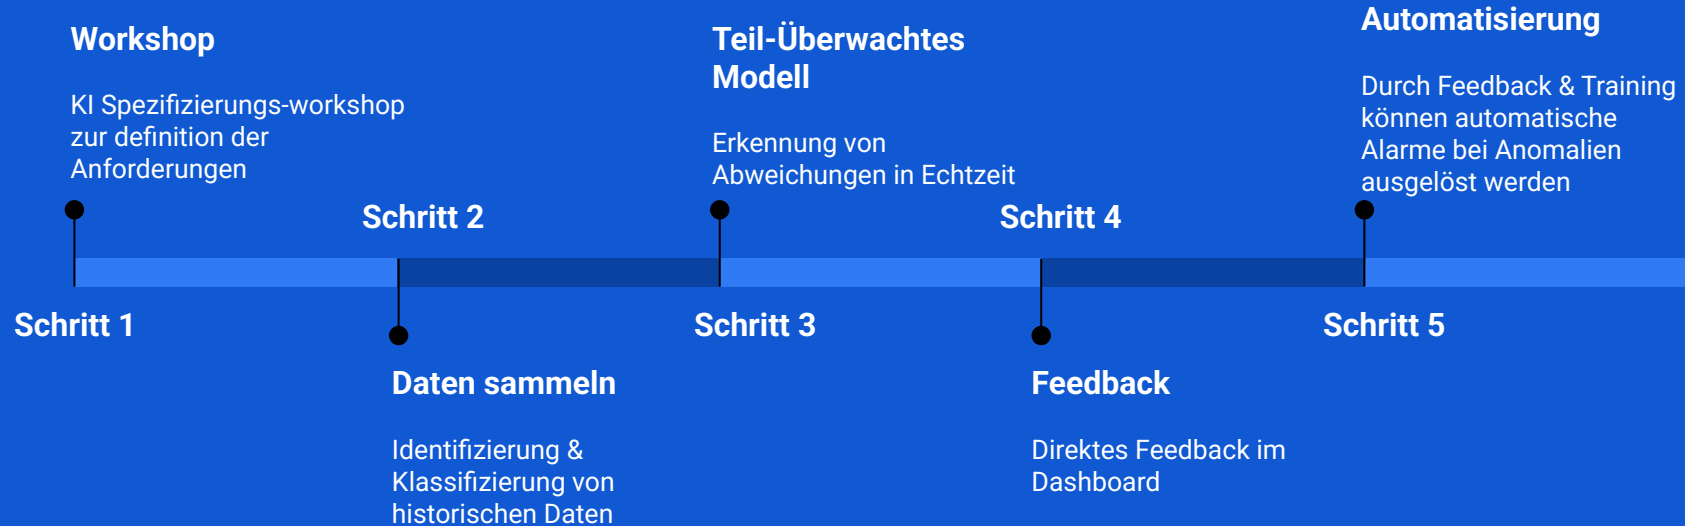 Workshop
KI Spezifizierungs-workshop
zur definition der
Anforderungen
Schritt 1
Schritt 2
Daten sammeln
Identifizierung &
Klassifizierung von
historischen Daten
Teil-Überwachtes
Modell
Erkennung von
Abweichungen in Echtzeit
Schritt 3
Schritt 4
Feedback
Direktes Feedback im
Dashboard
Automatisierung
Durch Feedback & Training
können automatische
Alarme bei Anomalien
ausgelöst werden
Schritt 5